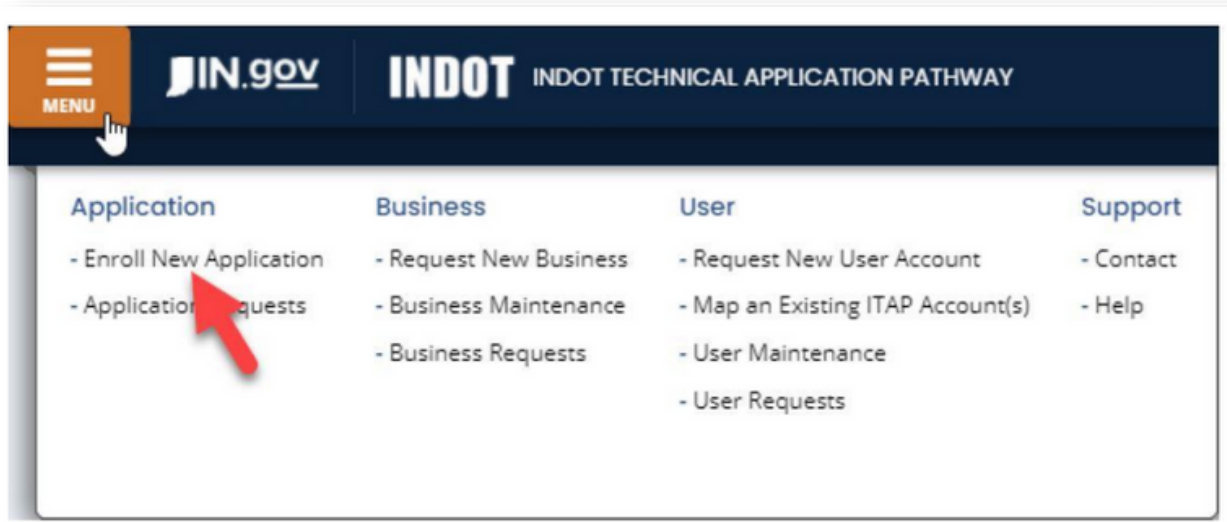 MENU
IN.gov
INDOT INDOT TECHNICAL APPLICATION PATHWAY
Application
- Enroll New Application
- Application quests
Business
- Request New Business
- Business Maintenance
- Business Requests
User
- Request New User Account
- Map an Existing ITAP Account(s)
- User Maintenance
- User Requests
Support
- Contact
- Help